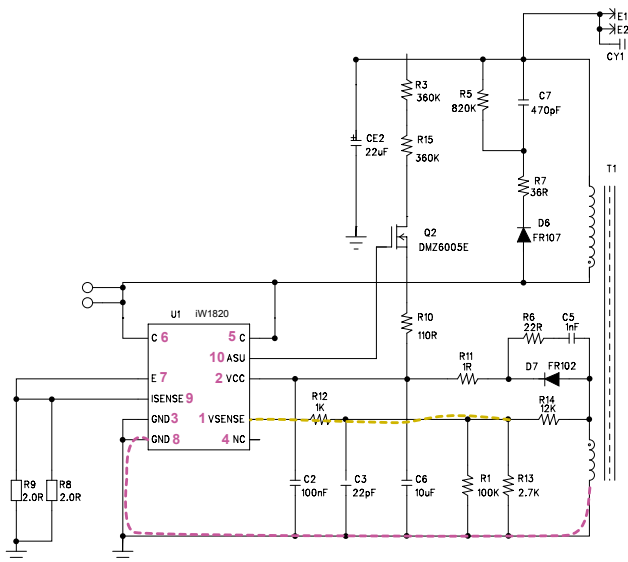 E1
E2
CY1
R3
360K
R5
820K
C7
470pF
CE2
22uF
R15
360K
T1
R7
36R
D6
FR107
Q2
DMZ6005E
U1 iW1820
C 6
5 C
10 ASU
E 7
2 VCC
ISENSE 9
GND 3
1 VSENSE
GND 8
4 NC
R10
110R
R6
22R
C5
1nF
R11
1R
D7
FR102
R12
1K
R14
12K
R9
2.0R
R8
2.0R
C2
100nF
C3
22pF
C6
10uF
R1
100K
R13
2.7K